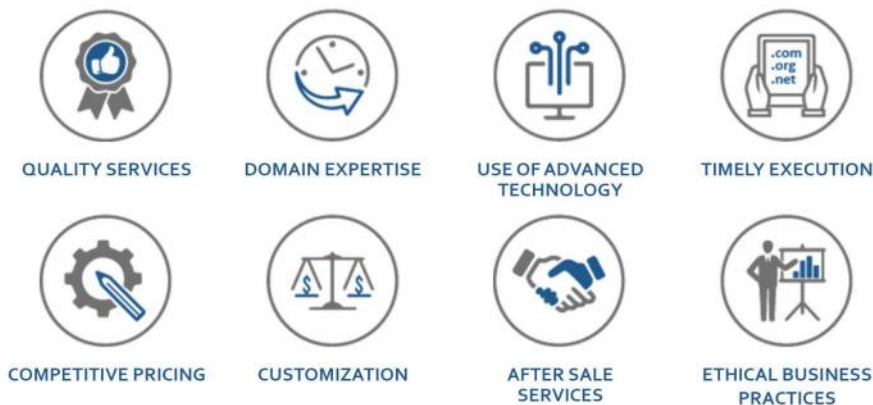 .com
.org
.net
QUALITY SERVICES
DOMAIN EXPERTISE
USE OF ADVANCED
TECHNOLOGY
TIMELY EXECUTION
$ $
COMPETITIVE PRICING
CUSTOMIZATION
AFTER SALE
SERVICES
ETHICAL BUSINESS
PRACTICES